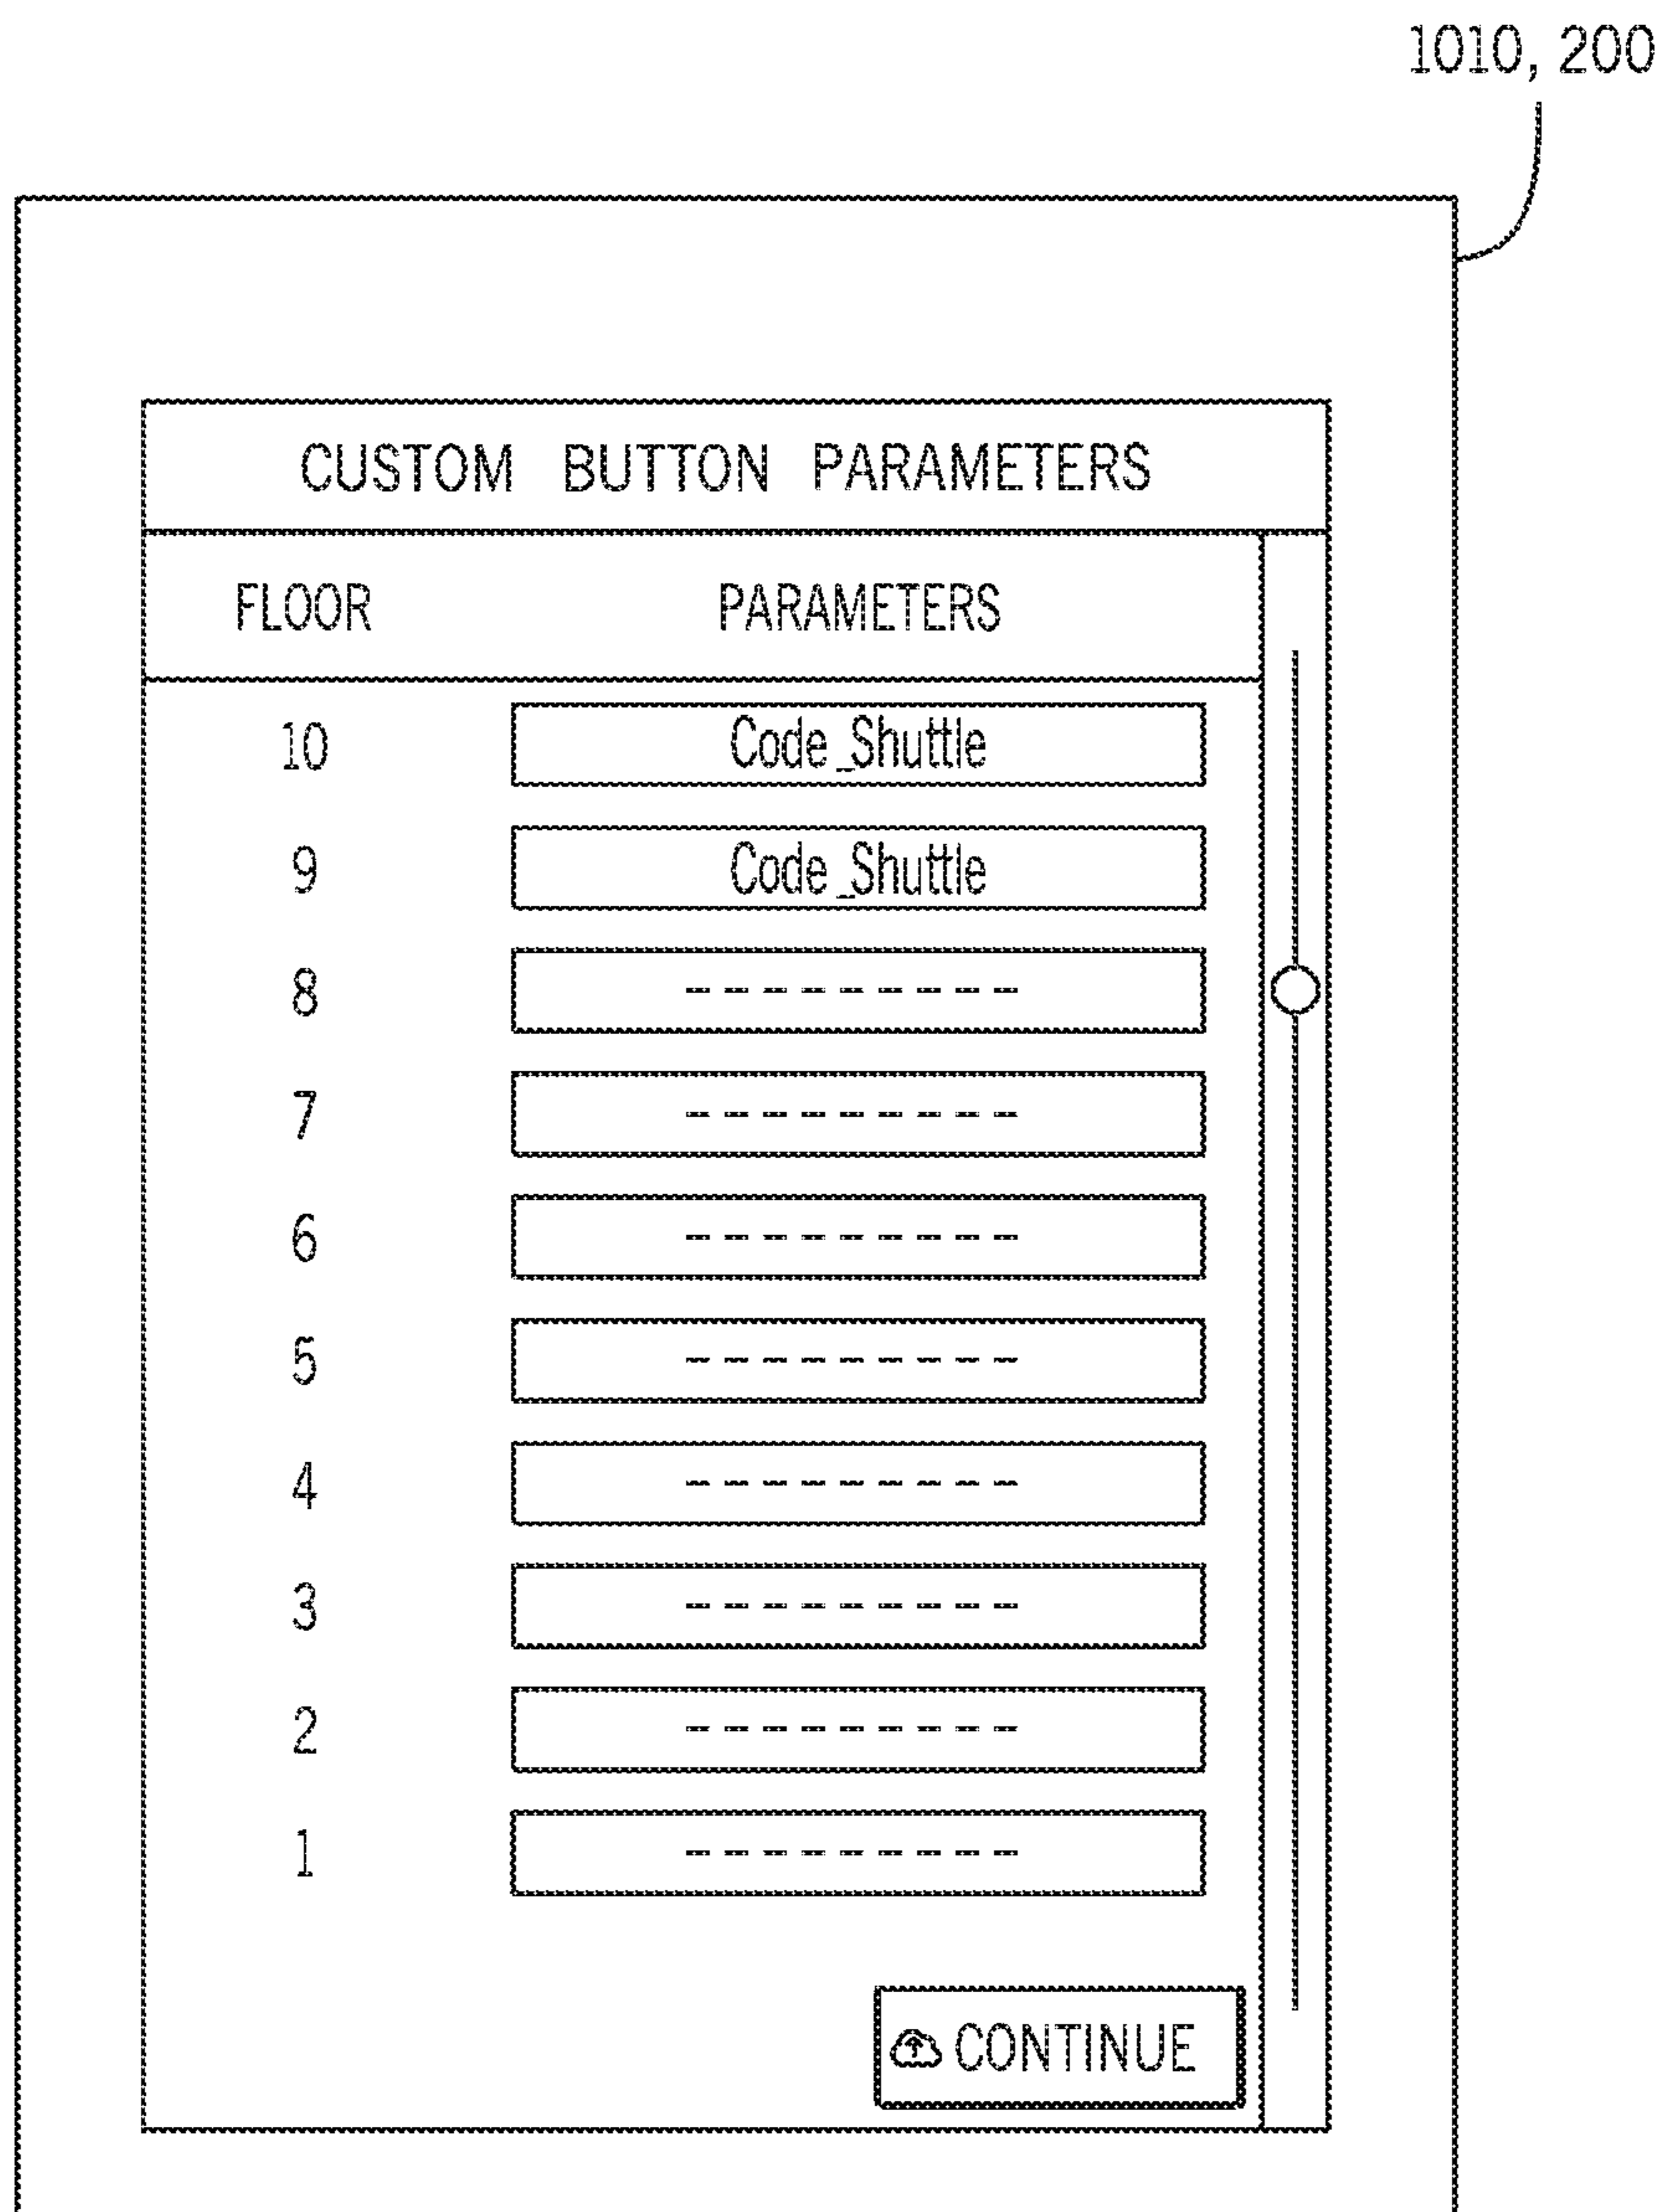 1010, 200
CUSTOM BUTTON PARAMETERS
FLOOR PARAMETERS
10 Code_Shuttle
9 Code_Shuttle
8 ---------
7 ---------
6 ---------
5 ---------
4 ---------
3 ---------
2 ---------
1 ---------
CONTINUE